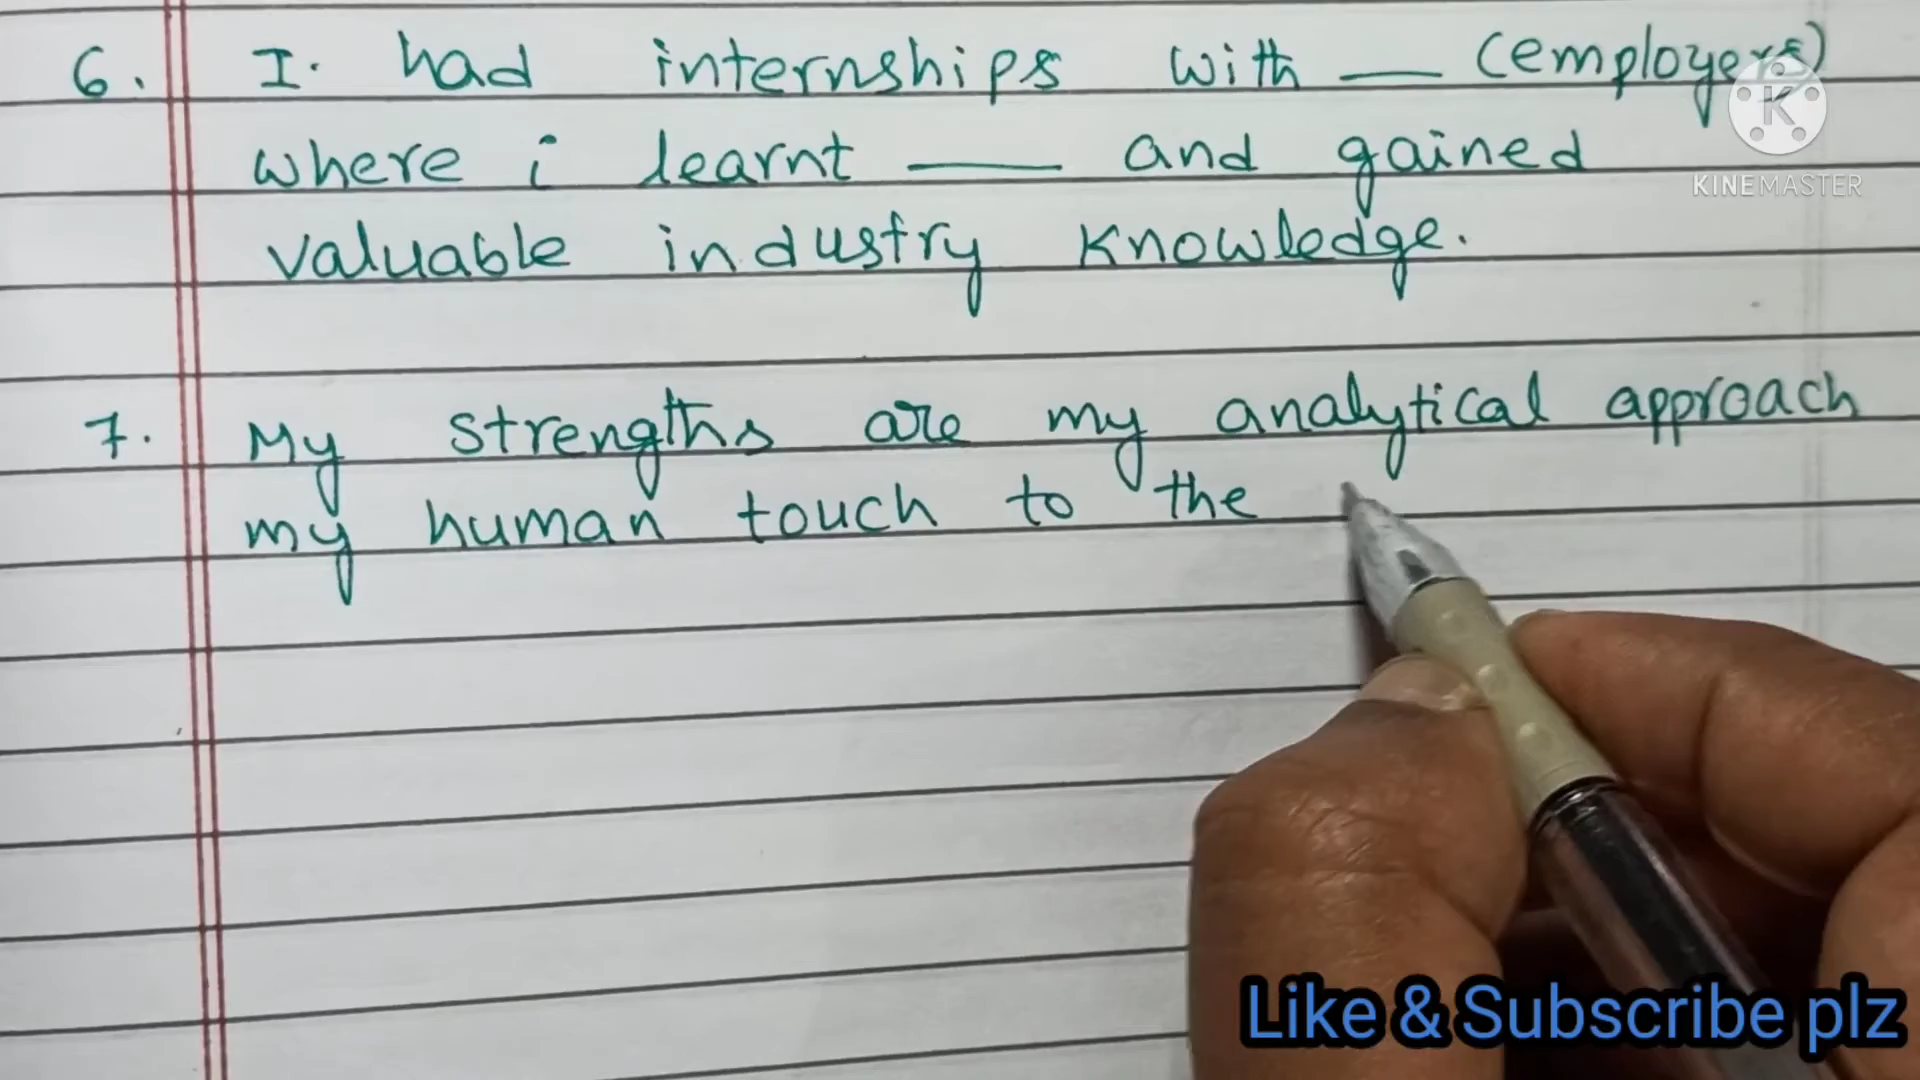 6. I. had internships with ___ (employers)
where i learnt ___ and gained
valuable industry knowledge.
7. My strengths are my analytical approach
my human touch to the
K
KINEMASTER
Like & Subscribe plz